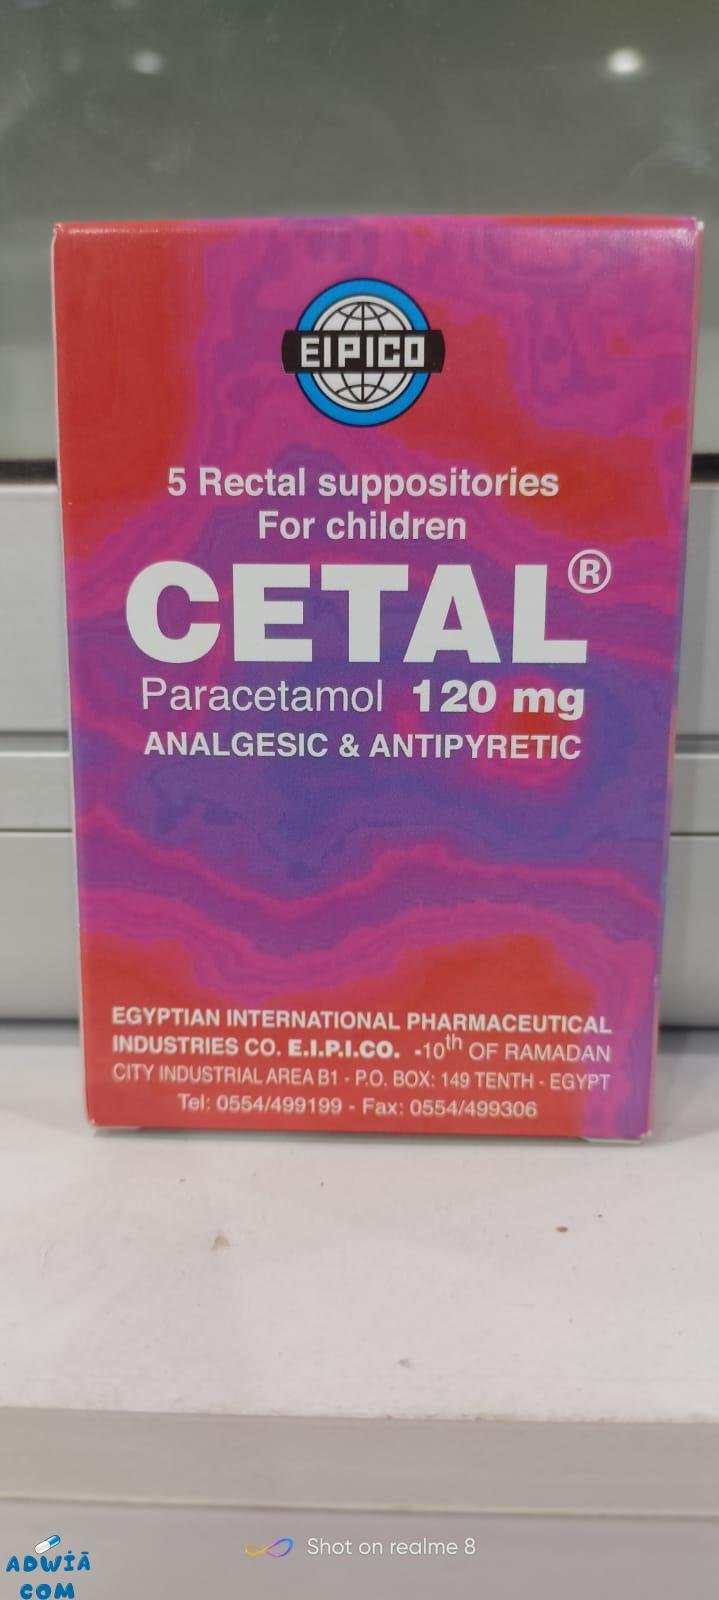 EIPICO
5 Rectal suppositories
For children
CETAL®
Paracetamol 120 mg
ANALGESIC & ANTIPYRETIC
EGYPTIAN INTERNATIONAL PHARMACEUTICAL
INDUSTRIES CO. E.I.P.I.CO. -10th OF RAMADAN
CITY INDUSTRIAL AREA B1 - P.O. BOX: 149 TENTH - EGYPT
Tel: 0554/499199 - Fax: 0554/499306
Shot on realme 8
ADWİĀ
COM